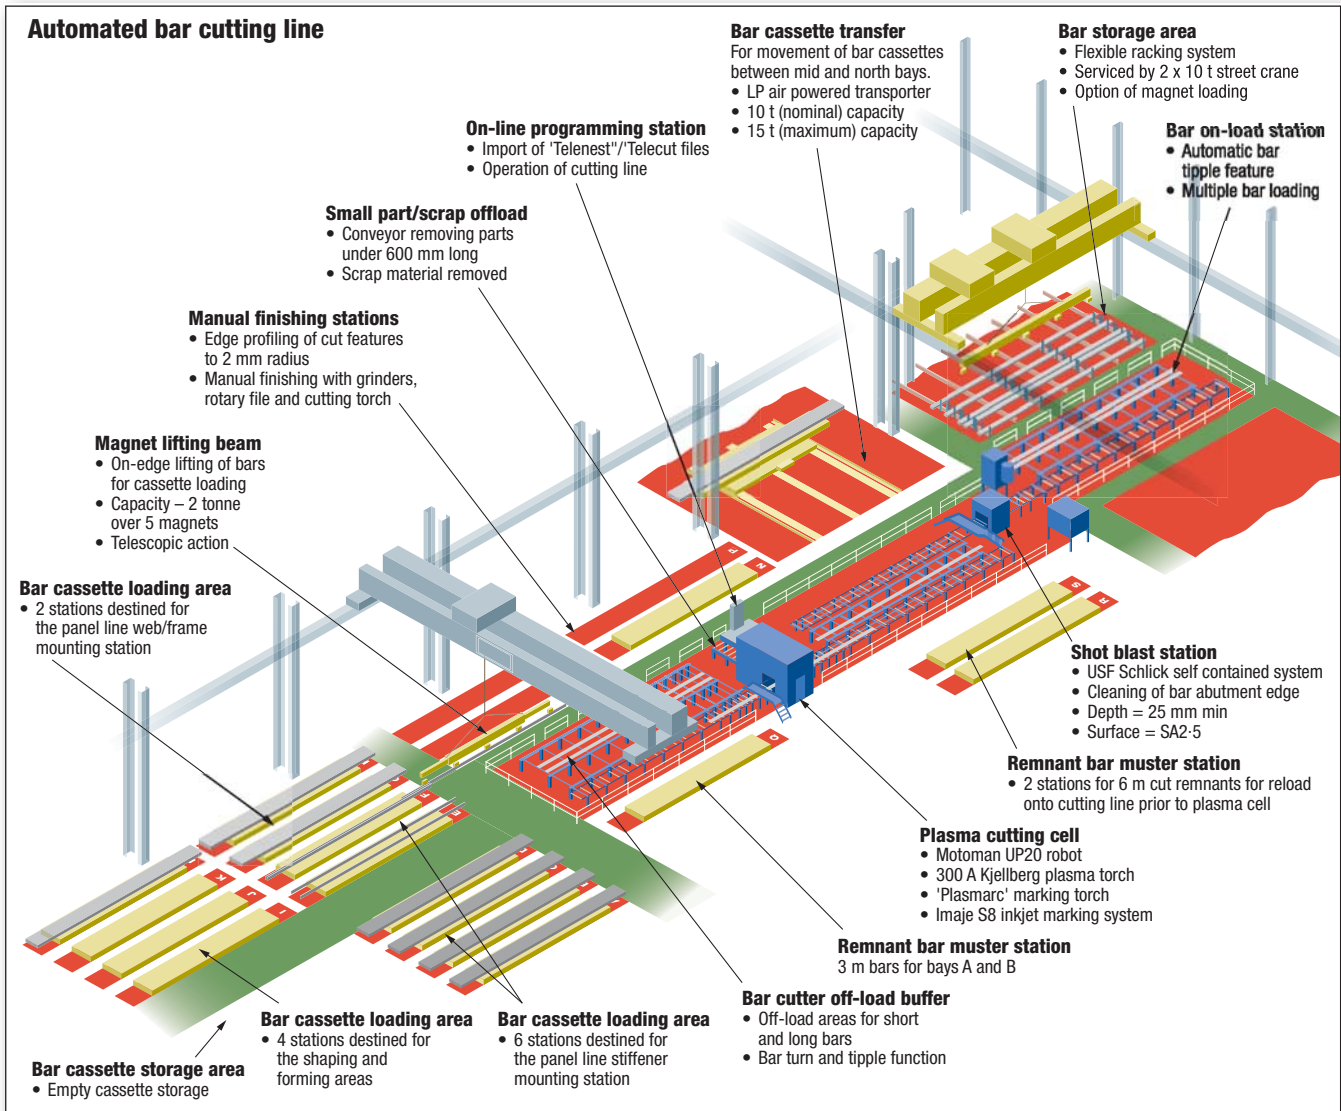 Automated bar cutting line
Bar cassette transfer
For movement of bar cassettes
between mid and north bays.
• LP air powered transporter
• 10 t (nominal) capacity
• 15 t (maximum) capacity
Bar storage area
• Flexible racking system
• Serviced by 2 x 10 t street crane
• Option of magnet loading
Bar on-load station
• Automatic bar
tipple feature
• Multiple bar loading
On-line programming station
• Import of 'Telenest"/'Telecut files
• Operation of cutting line
Small part/scrap offload
• Conveyor removing parts
under 600 mm long
• Scrap material removed
Manual finishing stations
• Edge profiling of cut features
to 2 mm radius
• Manual finishing with grinders,
rotary file and cutting torch
Magnet lifting beam
• On-edge lifting of bars
for cassette loading
• Capacity – 2 tonne
over 5 magnets
• Telescopic action
Bar cassette loading area
• 2 stations destined for
the panel line web/frame
mounting station
P
N
S
R
Q
F
E
K
J
I
Shot blast station
• USF Schlick self contained system
• Cleaning of bar abutment edge
• Depth = 25 mm min
• Surface = SA2·5
Remnant bar muster station
• 2 stations for 6 m cut remnants for reload
onto cutting line prior to plasma cell
Plasma cutting cell
• Motoman UP20 robot
• 300 A Kjellberg plasma torch
• 'Plasmarc' marking torch
• Imaje S8 inkjet marking system
Remnant bar muster station
3 m bars for bays A and B
Bar cutter off-load buffer
• Off-load areas for short
and long bars
• Bar turn and tipple function
Bar cassette loading area
• 6 stations destined for
the panel line stiffener
mounting station
Bar cassette loading area
• 4 stations destined for
the shaping and
forming areas
Bar cassette storage area
• Empty cassette storage